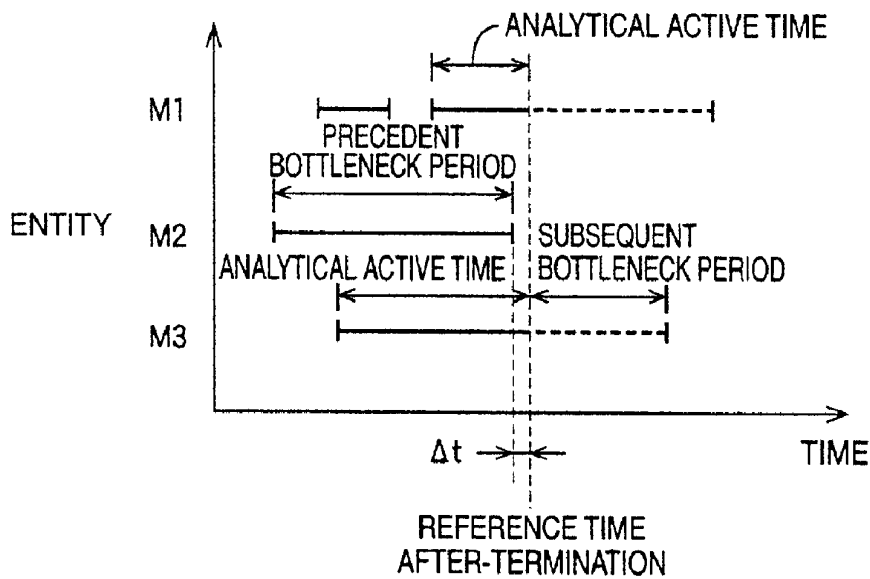 ANALYTICAL ACTIVE TIME
M1
PRECEDENT
BOTTLENECK PERIOD
ENTITY
M2
SUBSEQUENT
BOTTLENECK PERIOD
ANALYTICAL ACTIVE TIME
M3
Δt
TIME
REFERENCE TIME
AFTER-TERMINATION